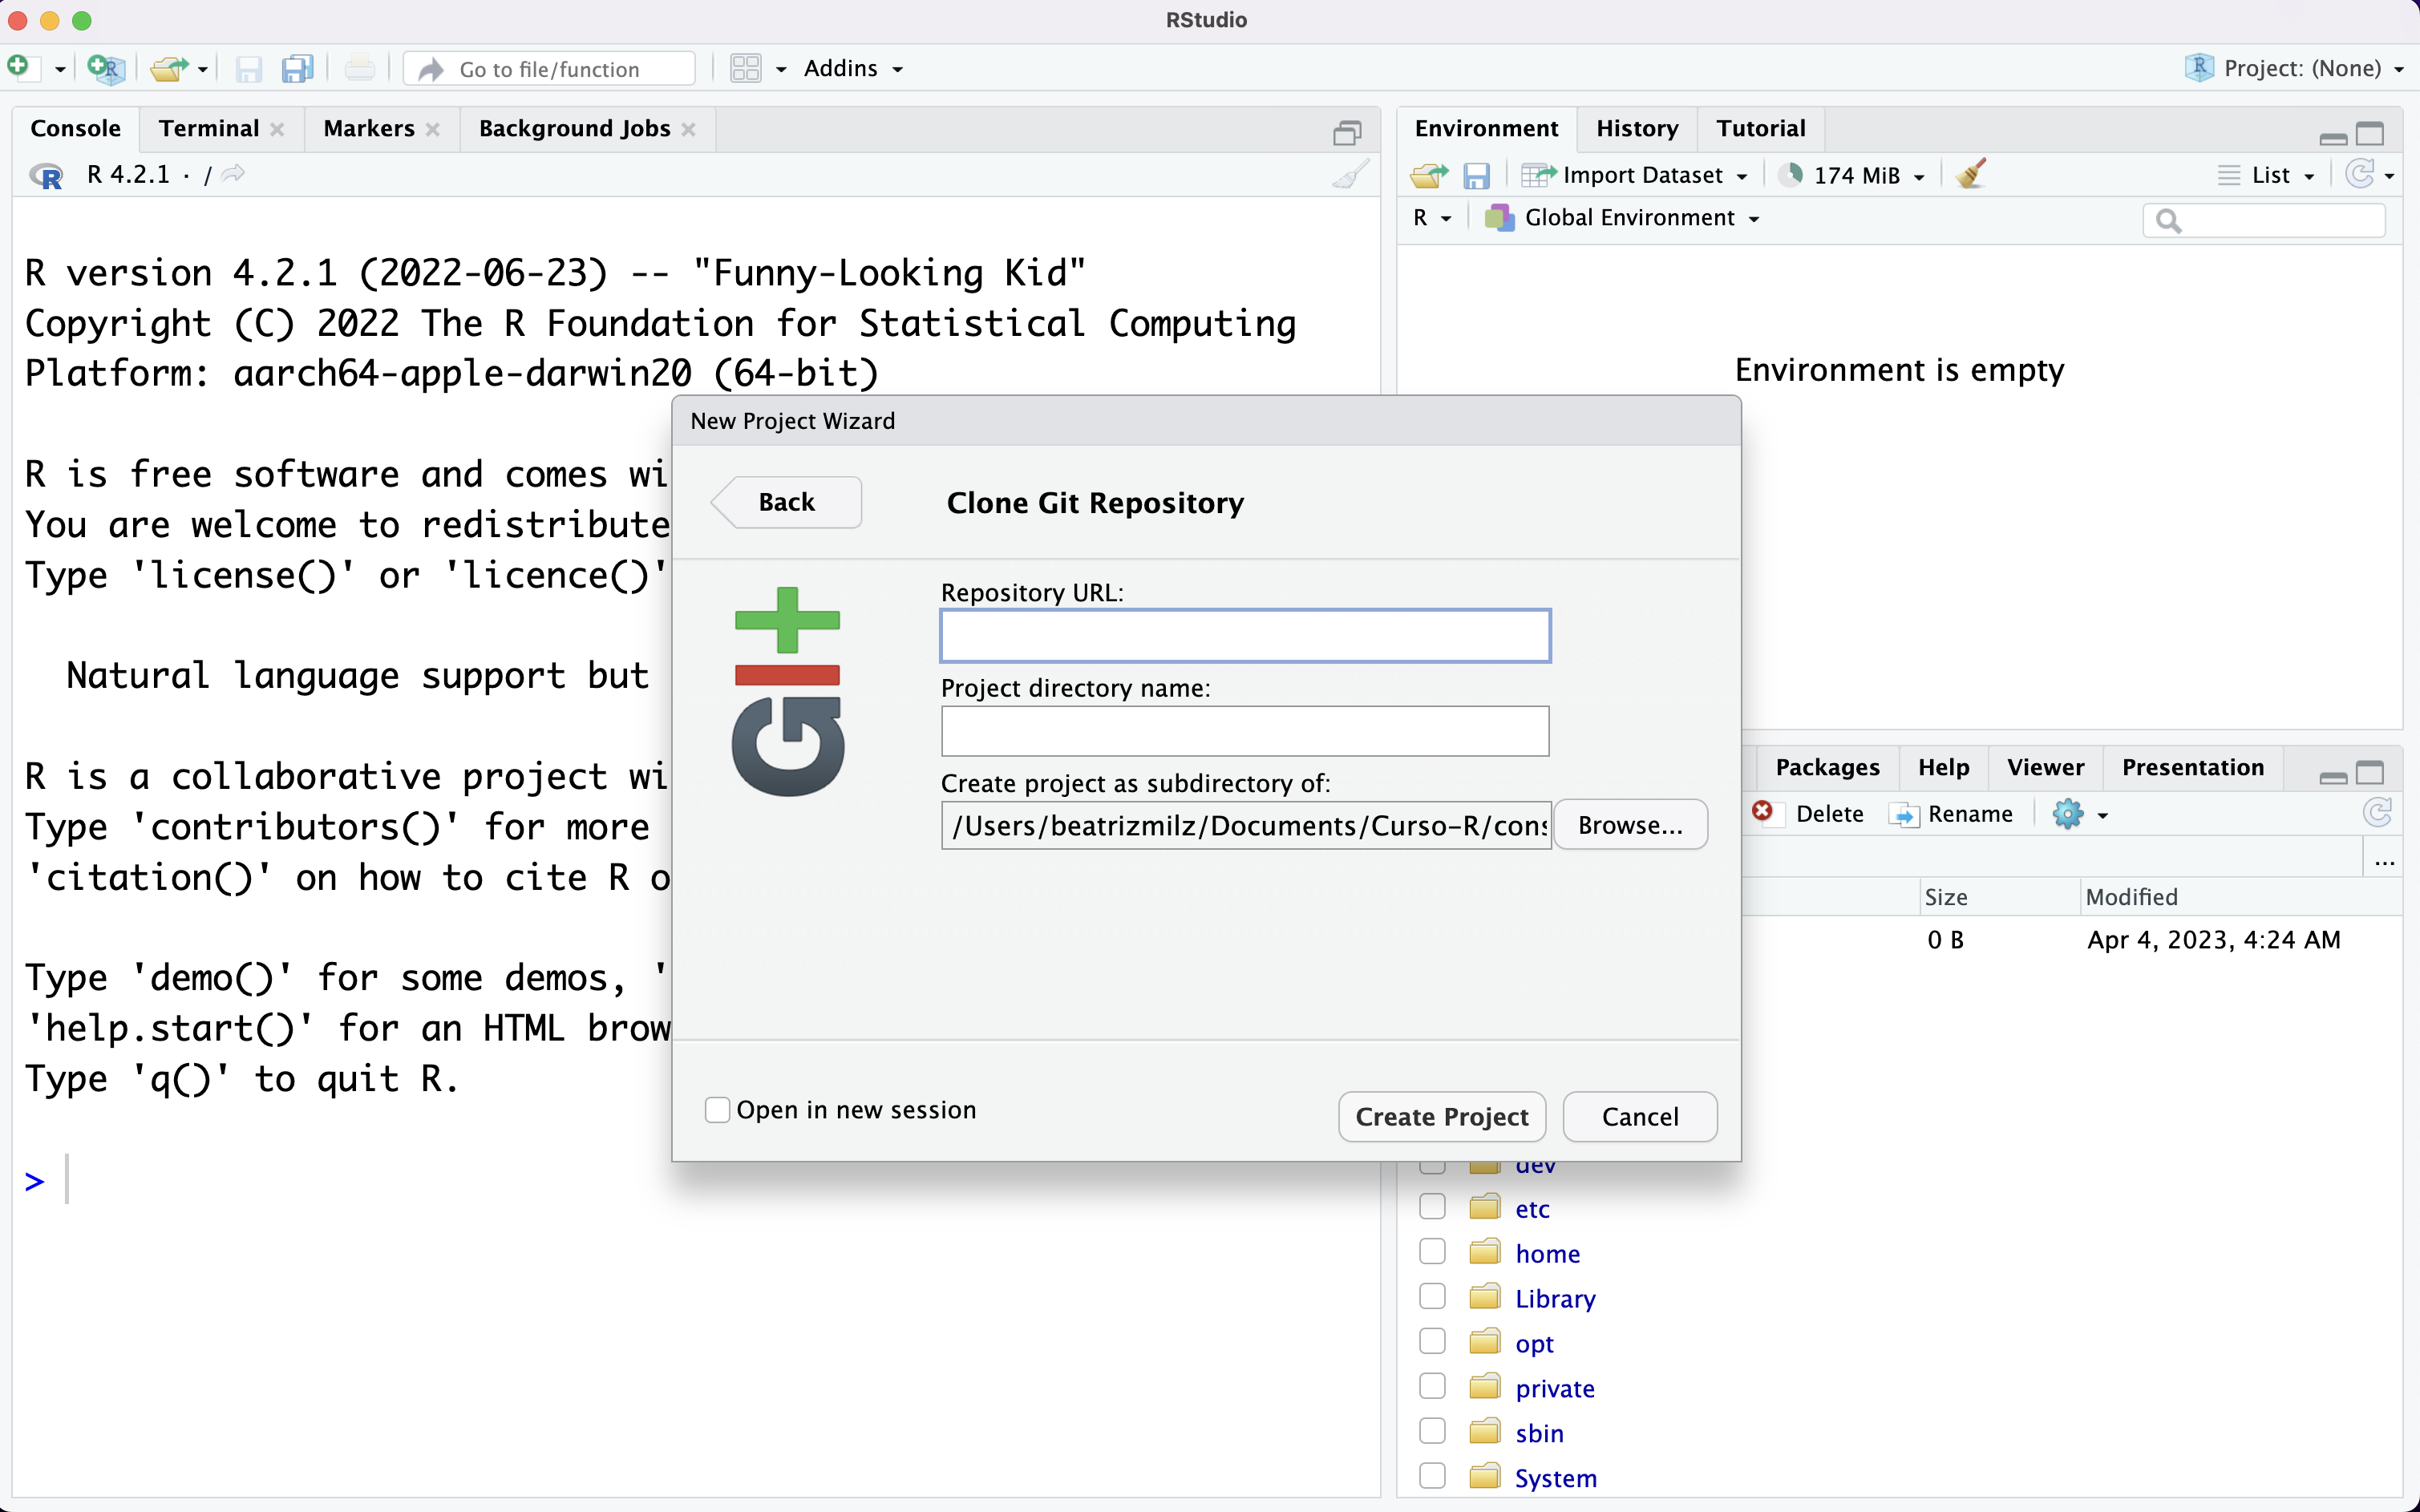 RStudio
Go to file/function
Addins
Project: (None)
Console
Terminal
Markers
Background Jobs
R 4.2.1 · /
R version 4.2.1 (2022-06-23) -- "Funny-Looking Kid"
Copyright (C) 2022 The R Foundation for Statistical Computing
Platform: aarch64-apple-darwin20 (64-bit)
R is free software and comes wi
You are welcome to redistribute
Type 'license()' or 'licence()'
Natural language support but
R is a collaborative project wi
Type 'contributors()' for more
'citation()' on how to cite R o
Type 'demo()' for some demos, '
'help.start()' for an HTML brow
Type 'q()' to quit R.
>
New Project Wizard
Back
Clone Git Repository
Git
Repository URL:
Project directory name:
Create project as subdirectory of:
/Users/beatrizmilz/Documents/Curso-R/cons
Browse...
Open in new session
Create Project
Cancel
Environment
History
Tutorial
Import Dataset
174 MiB
List
R
Global Environment
Environment is empty
Packages
Help
Viewer
Presentation
Delete
Rename
...
Size
Modified
0 B
Apr 4, 2023, 4:24 AM
dev
etc
home
Library
opt
private
sbin
System